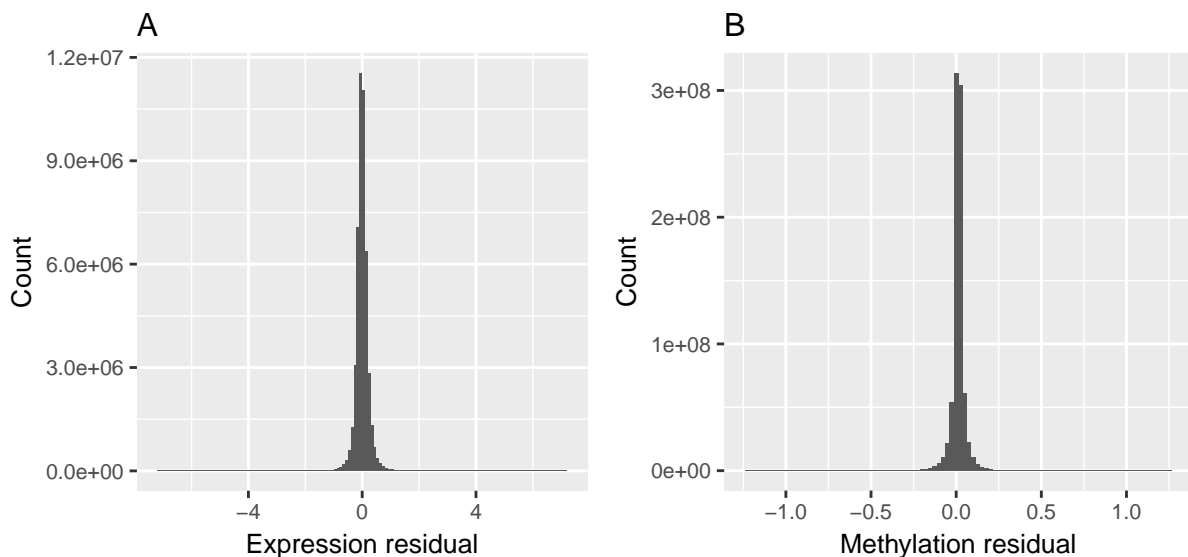 A
1.2e+07
9.0e+06
6.0e+06
3.0e+06
0.0e+00
Count
−4
0
4
Expression residual
B
3e+08
2e+08
1e+08
0e+00
Count
−1.0
−0.5
0.0
0.5
1.0
Methylation residual